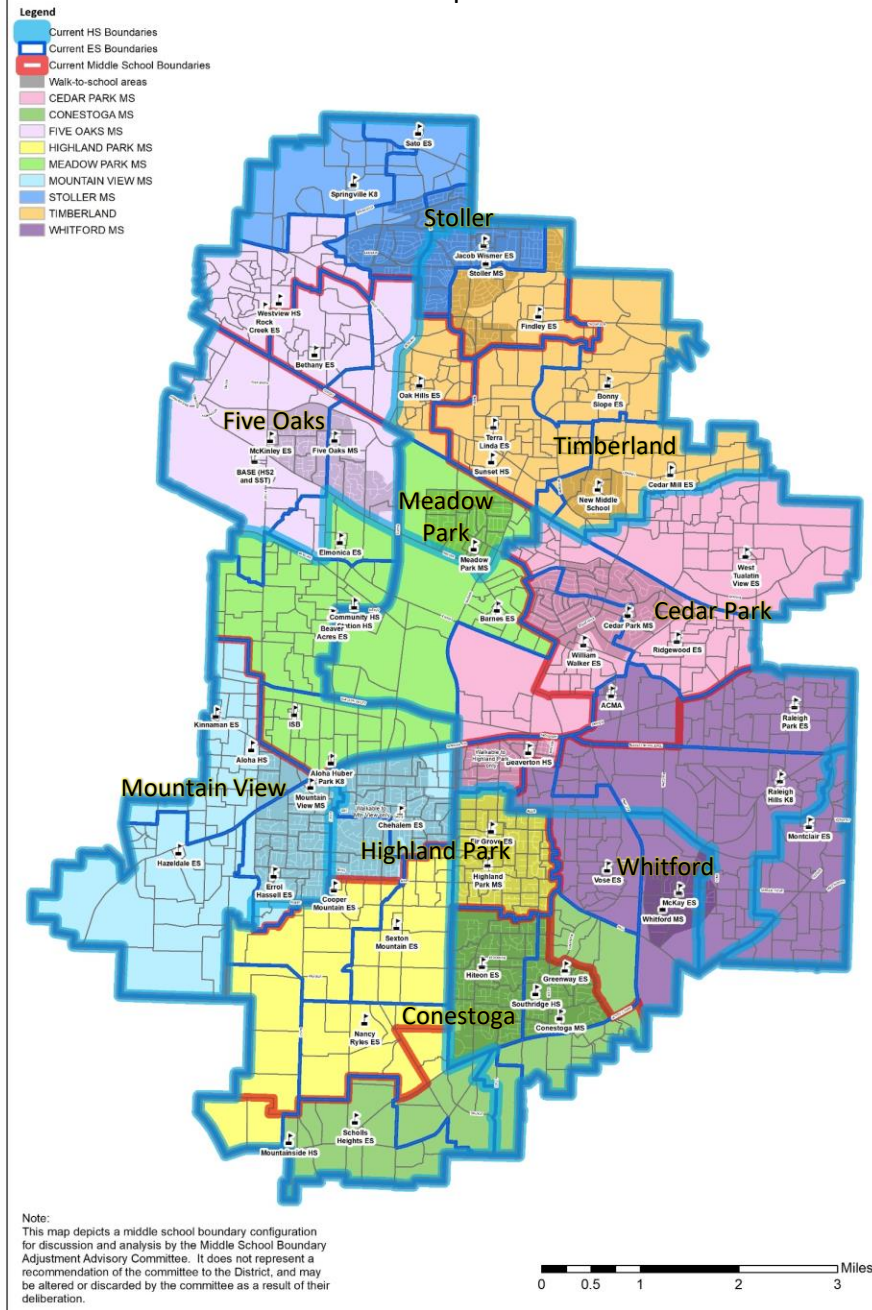 Legend
Current HS Boundaries
Current ES Boundaries
Current Middle School Boundaries
Walk-to-school areas
CEDAR PARK MS
CONESTOGA MS
FIVE OAKS MS
HIGHLAND PARK MS
MEADOW PARK MS
MOUNTAIN VIEW MS
STOLLER MS
TIMBERLAND
WHITFORD MS
Sato ES
Springville K8
Stoller
Jacob Wismer ES
Stoller MS
Westview HS
Rock
Creek ES
Findley ES
Bethany ES
Oak Hills ES
Bonny
Slope ES
Five Oaks
McKinley ES
Five Oaks MS
BASE (HS2
and SST)
Terra
Linda ES
Sunset HS
Timberland
Cedar Mill ES
New Middle
School
Meadow
Park
Elmonica ES
Meadow
Park MS
West
Tualatin
View ES
Community HS
Beaver
Acres ES
Barnes ES
Cedar Park
Cedar Park MS
William
Walker ES
Ridgewood ES
ACMA
Kinnaman ES
ISB
Raleigh
Park ES
Aloha HS
Walkable to
Highland Park
Beaverton HS
Mountain View
Aloha Huber
Park K8
Mountain
View MS
Raleigh
Hills K8
Chehalem ES
Montclair ES
Hazeldale ES
Highland Park
Fir Grove ES
Highland
Park MS
Whitford
Vose ES
McKay ES
Whitford MS
Errol
Hassell ES
Cooper
Mountain ES
Sexton
Mountain ES
Hiteon ES
Greenway ES
Southridge HS
Conestoga
Conestoga MS
Nancy
Ryles ES
Scholls
Heights ES
Mountainside HS
Note:
This map depicts a middle school boundary configuration
for discussion and analysis by the Middle School Boundary
Adjustment Advisory Committee. It does not represent a
recommendation of the committee to the District, and may
be altered or discarded by the committee as a result of their
deliberation.
Miles
0 0.5 1 2 3